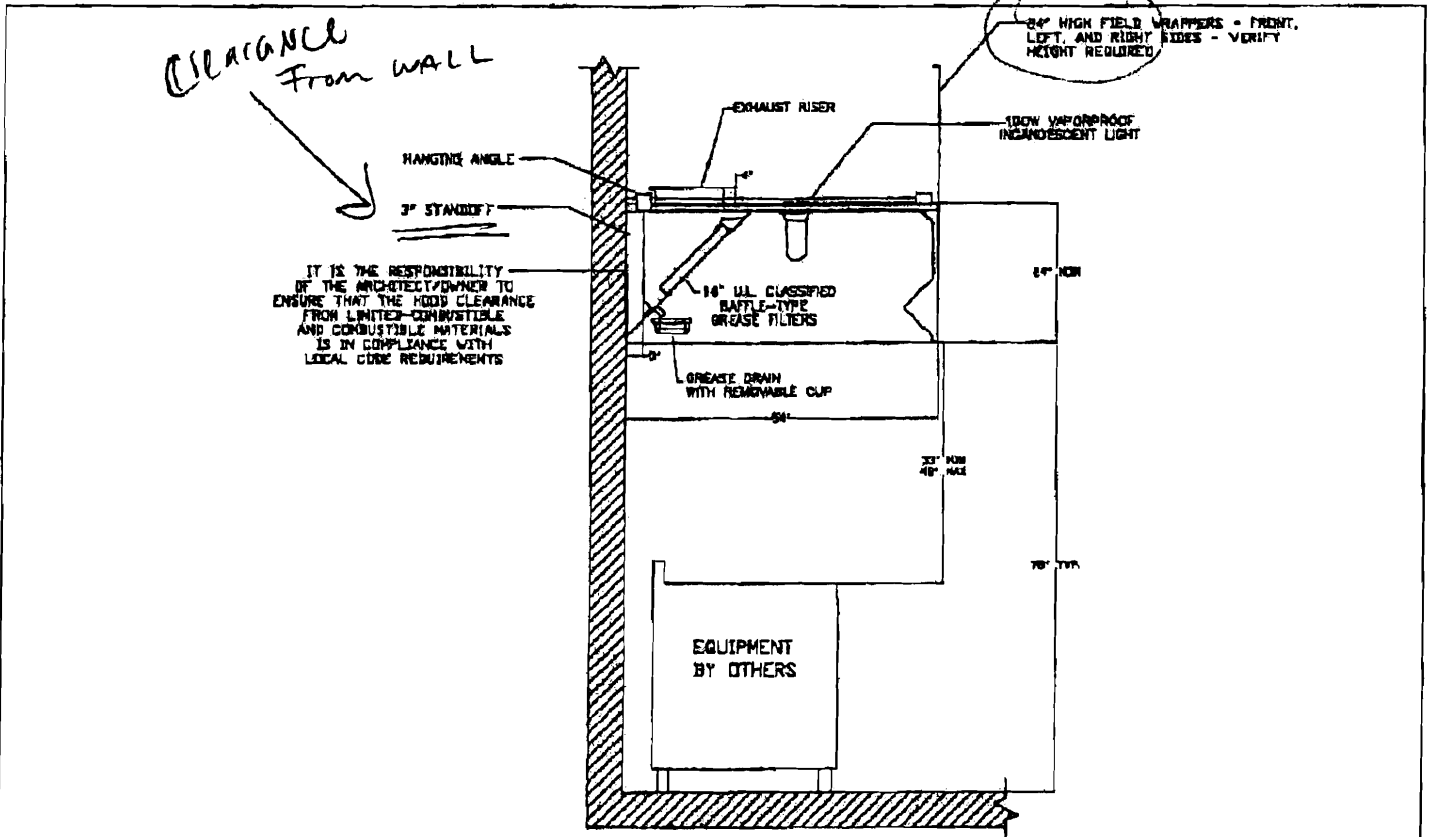 CLEARANCE
From WALL
24" HIGH FIELD WRAPPERS - FRONT,
LEFT, AND RIGHT SIDES - VERIFY
HEIGHT REQUIRED
EXHAUST RISER
4"
100W VAPORPROOF
INCANDESCENT LIGHT
HANGING ANGLE
3" STANDOFF
IT IS THE RESPONSIBILITY
OF THE ARCHITECT/OWNER TO
ENSURE THAT THE HOOD CLEARANCE
FROM LIMITED-COMBUSTIBLE
AND COMBUSTIBLE MATERIALS
IS IN COMPLIANCE WITH
LOCAL CODE REQUIREMENTS
U.L. CLASSIFIED
BAFFLE-TYPE
GREASE FILTERS
24" NOM
3"
GREASE DRAIN
WITH REMOVABLE CUP
54"
48" MAX
78" TYP.
EQUIPMENT
BY OTHERS